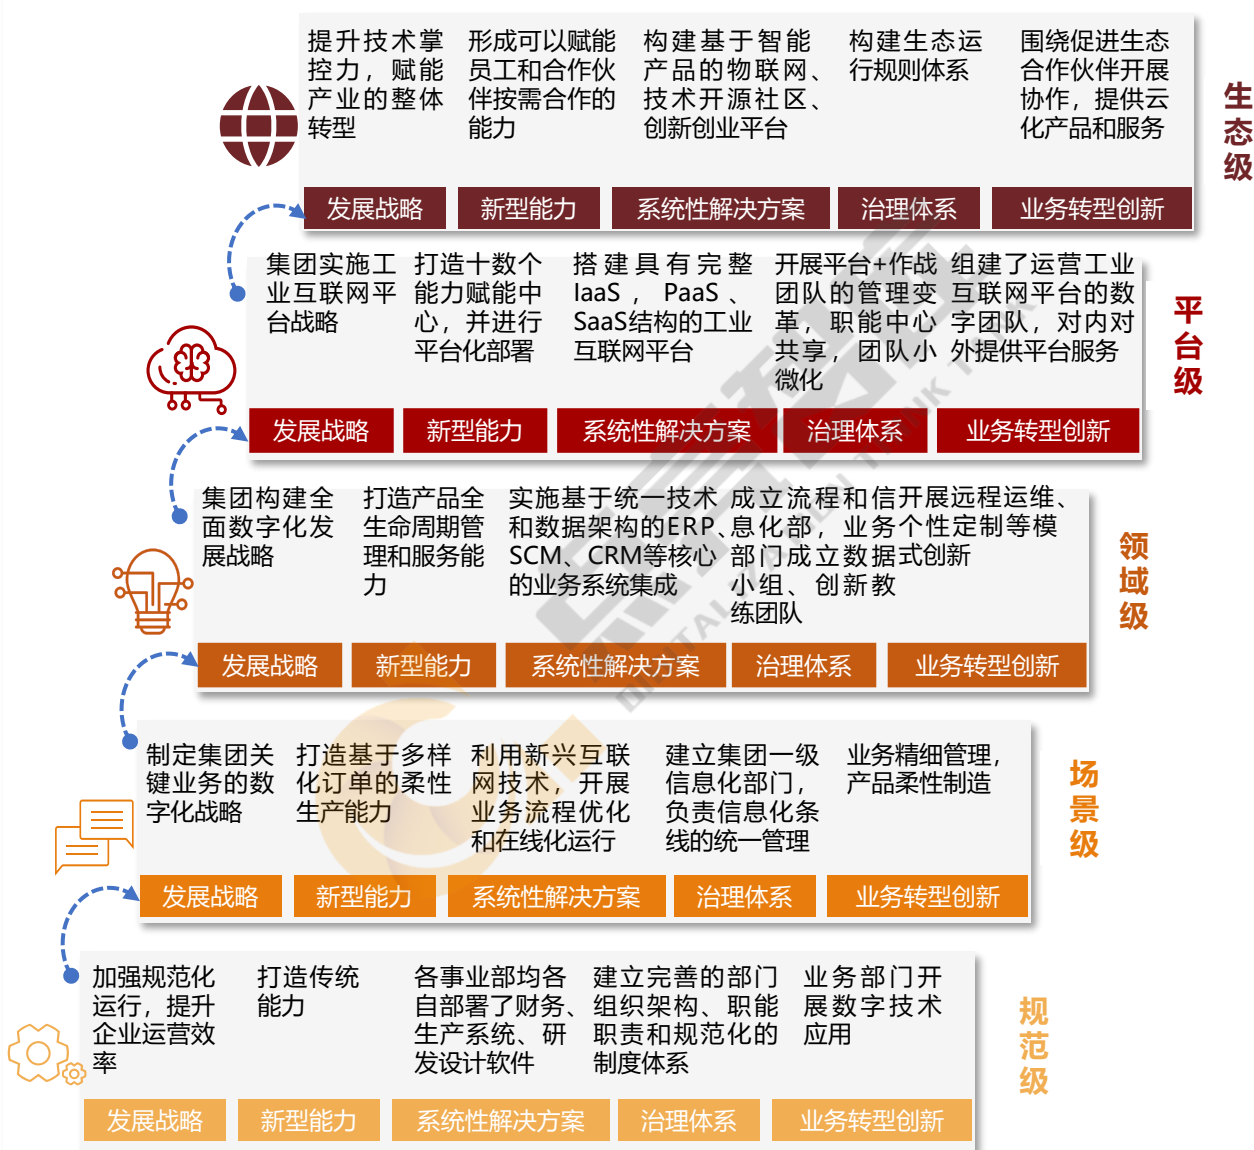 提升技术掌
控力，赋能
产业的整体
转型
形成可以赋能
员工和合作伙
伴按需合作的
能力
构建基于智能
产品的物联网、
技术开源社区、
创新创业平台
构建生态运
行规则体系
围绕促进生态
合作伙伴开展
协作，提供云
化产品和服务
生态级
发展战略
新型能力
系统性解决方案
治理体系
业务转型创新
集团实施工
业互联网平
台战略
打造十数个
能力赋能中
心，并进行
平台化部署
搭建具有完整
IaaS，PaaS、
SaaS结构的工业
互联网平台
开展平台+作战
团队的管理变
革，职能中心
共享，团队小
微化
组建了运营工业
互联网平台的数
字团队，对内对
外提供平台服务
平台级
发展战略
新型能力
系统性解决方案
治理体系
业务转型创新
集团构建全
面数字化发
展战略
打造产品全
生命周期管
理和服务能
力
实施基于统一技术
和数据架构的ERP、
SCM、CRM等核心
的业务系统集成
成立流程和信
息化部，业务
部门成立数据
小组、创新教
练团队
开展远程运维、
个性定制等模
式创新
领域级
发展战略
新型能力
系统性解决方案
治理体系
业务转型创新
制定集团关
键业务的数
字化战略
打造基于多样
化订单的柔性
生产能力
利用新兴互联
网技术，开展
业务流程优化
和在线化运行
建立集团一级
信息化部门，
负责信息化条
线的统一管理
业务精细管理，
产品柔性制造
场景级
发展战略
新型能力
系统性解决方案
治理体系
业务转型创新
加强规范化
运行，提升
企业运营效
率
打造传统
能力
各事业部均各
自部署了财务、
生产系统、研
发设计软件
建立完善的部门
组织架构、职能
职责和规范化的
制度体系
业务部门开
展数字技术
应用
规范级
发展战略
新型能力
系统性解决方案
治理体系
业务转型创新